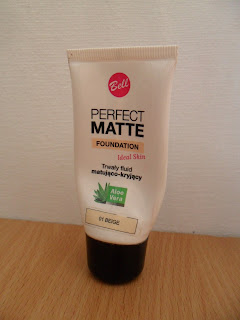 Bell
PERFECT
MATTE
FOUNDATION
Ideal Skin
Trwały fluid
matująco-kryjący
Aloe
Vera
01 BEIGE